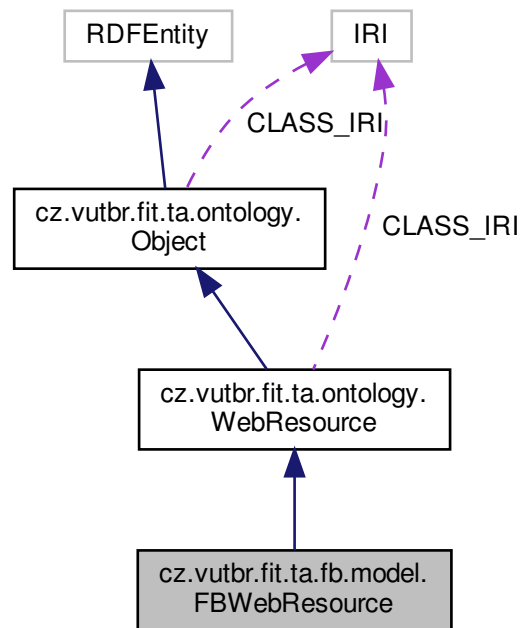 RDFEntity
IRI
CLASS_IRI
cz.vutbr.fit.ta.ontology.
Object
CLASS_IRI
cz.vutbr.fit.ta.ontology.
WebResource
cz.vutbr.fit.ta.fb.model.
FBWebResource